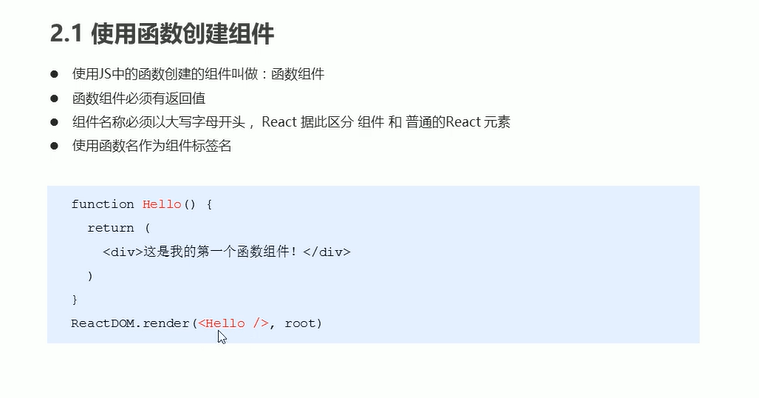 2.1 使用函数创建组件
● 使用JS中的函数创建的组件叫做：函数组件
● 函数组件必须有返回值
● 组件名称必须以大写字母开头 ，React 据此区分 组件 和 普通的React 元素
● 使用函数名作为组件标签名
function Hello() {
  return (
    <div>这是我的第一个函数组件！</div>
  )
}
ReactDOM.render(<Hello />, root)